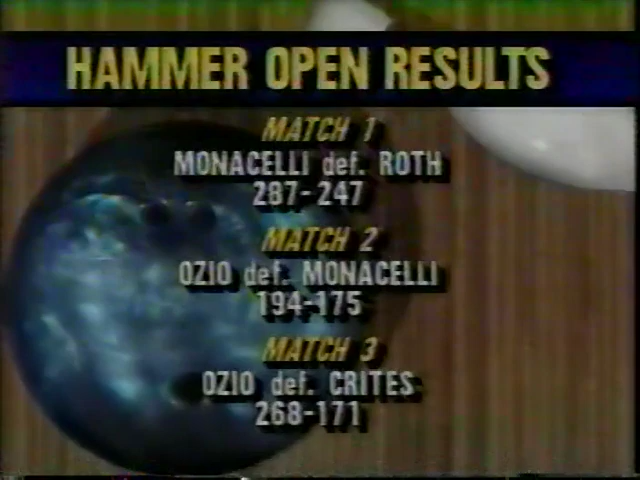 HAMMER OPEN RESULTS
MATCH 1
MONACELLI def. ROTH
287-247
MATCH 2
OZIO def. MONACELLI
194-175
MATCH 3
OZIO def. CRITES
268-171